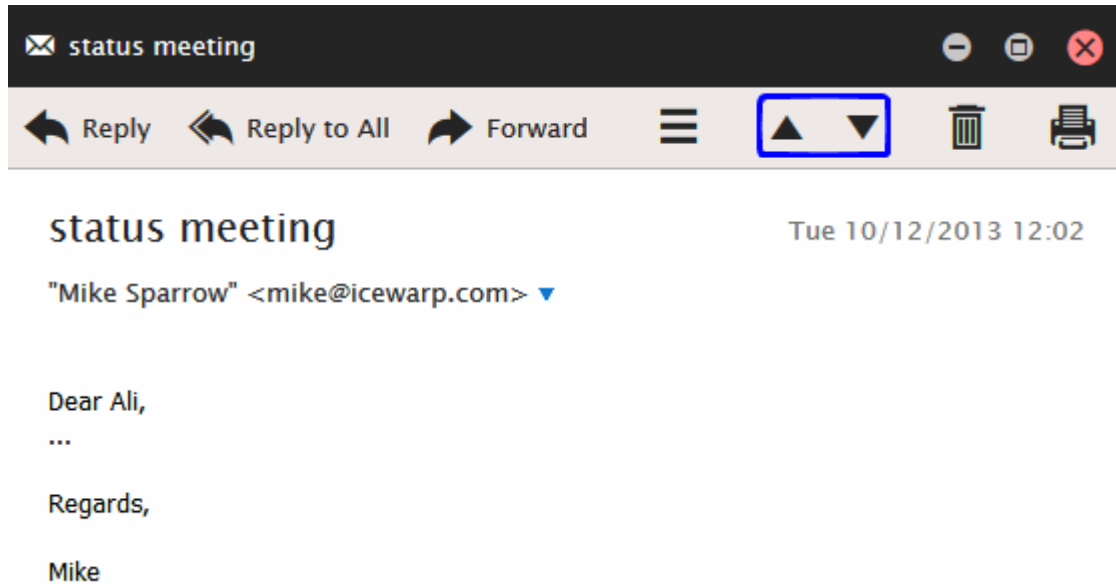 status meeting
Reply Reply to All Forward
status meeting
Tue 10/12/2013 12:02
"Mike Sparrow" <mike@icewarp.com>
Dear Ali,
...
Regards,
Mike